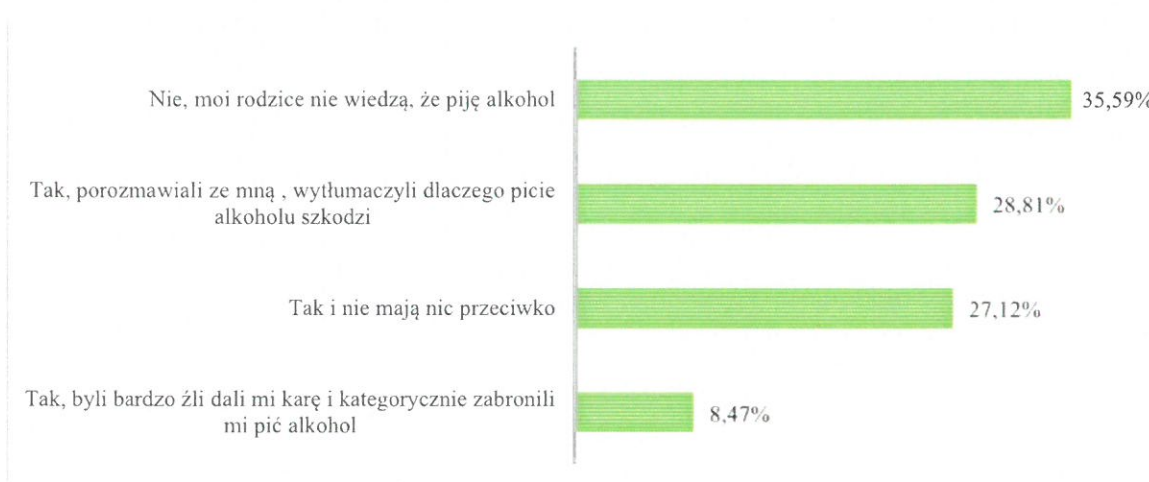 Nie, moi rodzice nie wiedzą, że piję alkohol
35,59%
Tak, porozmawiali ze mną , wytłumaczyli dlaczego picie
alkoholu szkodzi
28,81%
Tak i nie mają nic przeciwko
27,12%
Tak, byli bardzo źli dali mi karę i kategorycznie zabronili
mi pić alkohol
8,47%